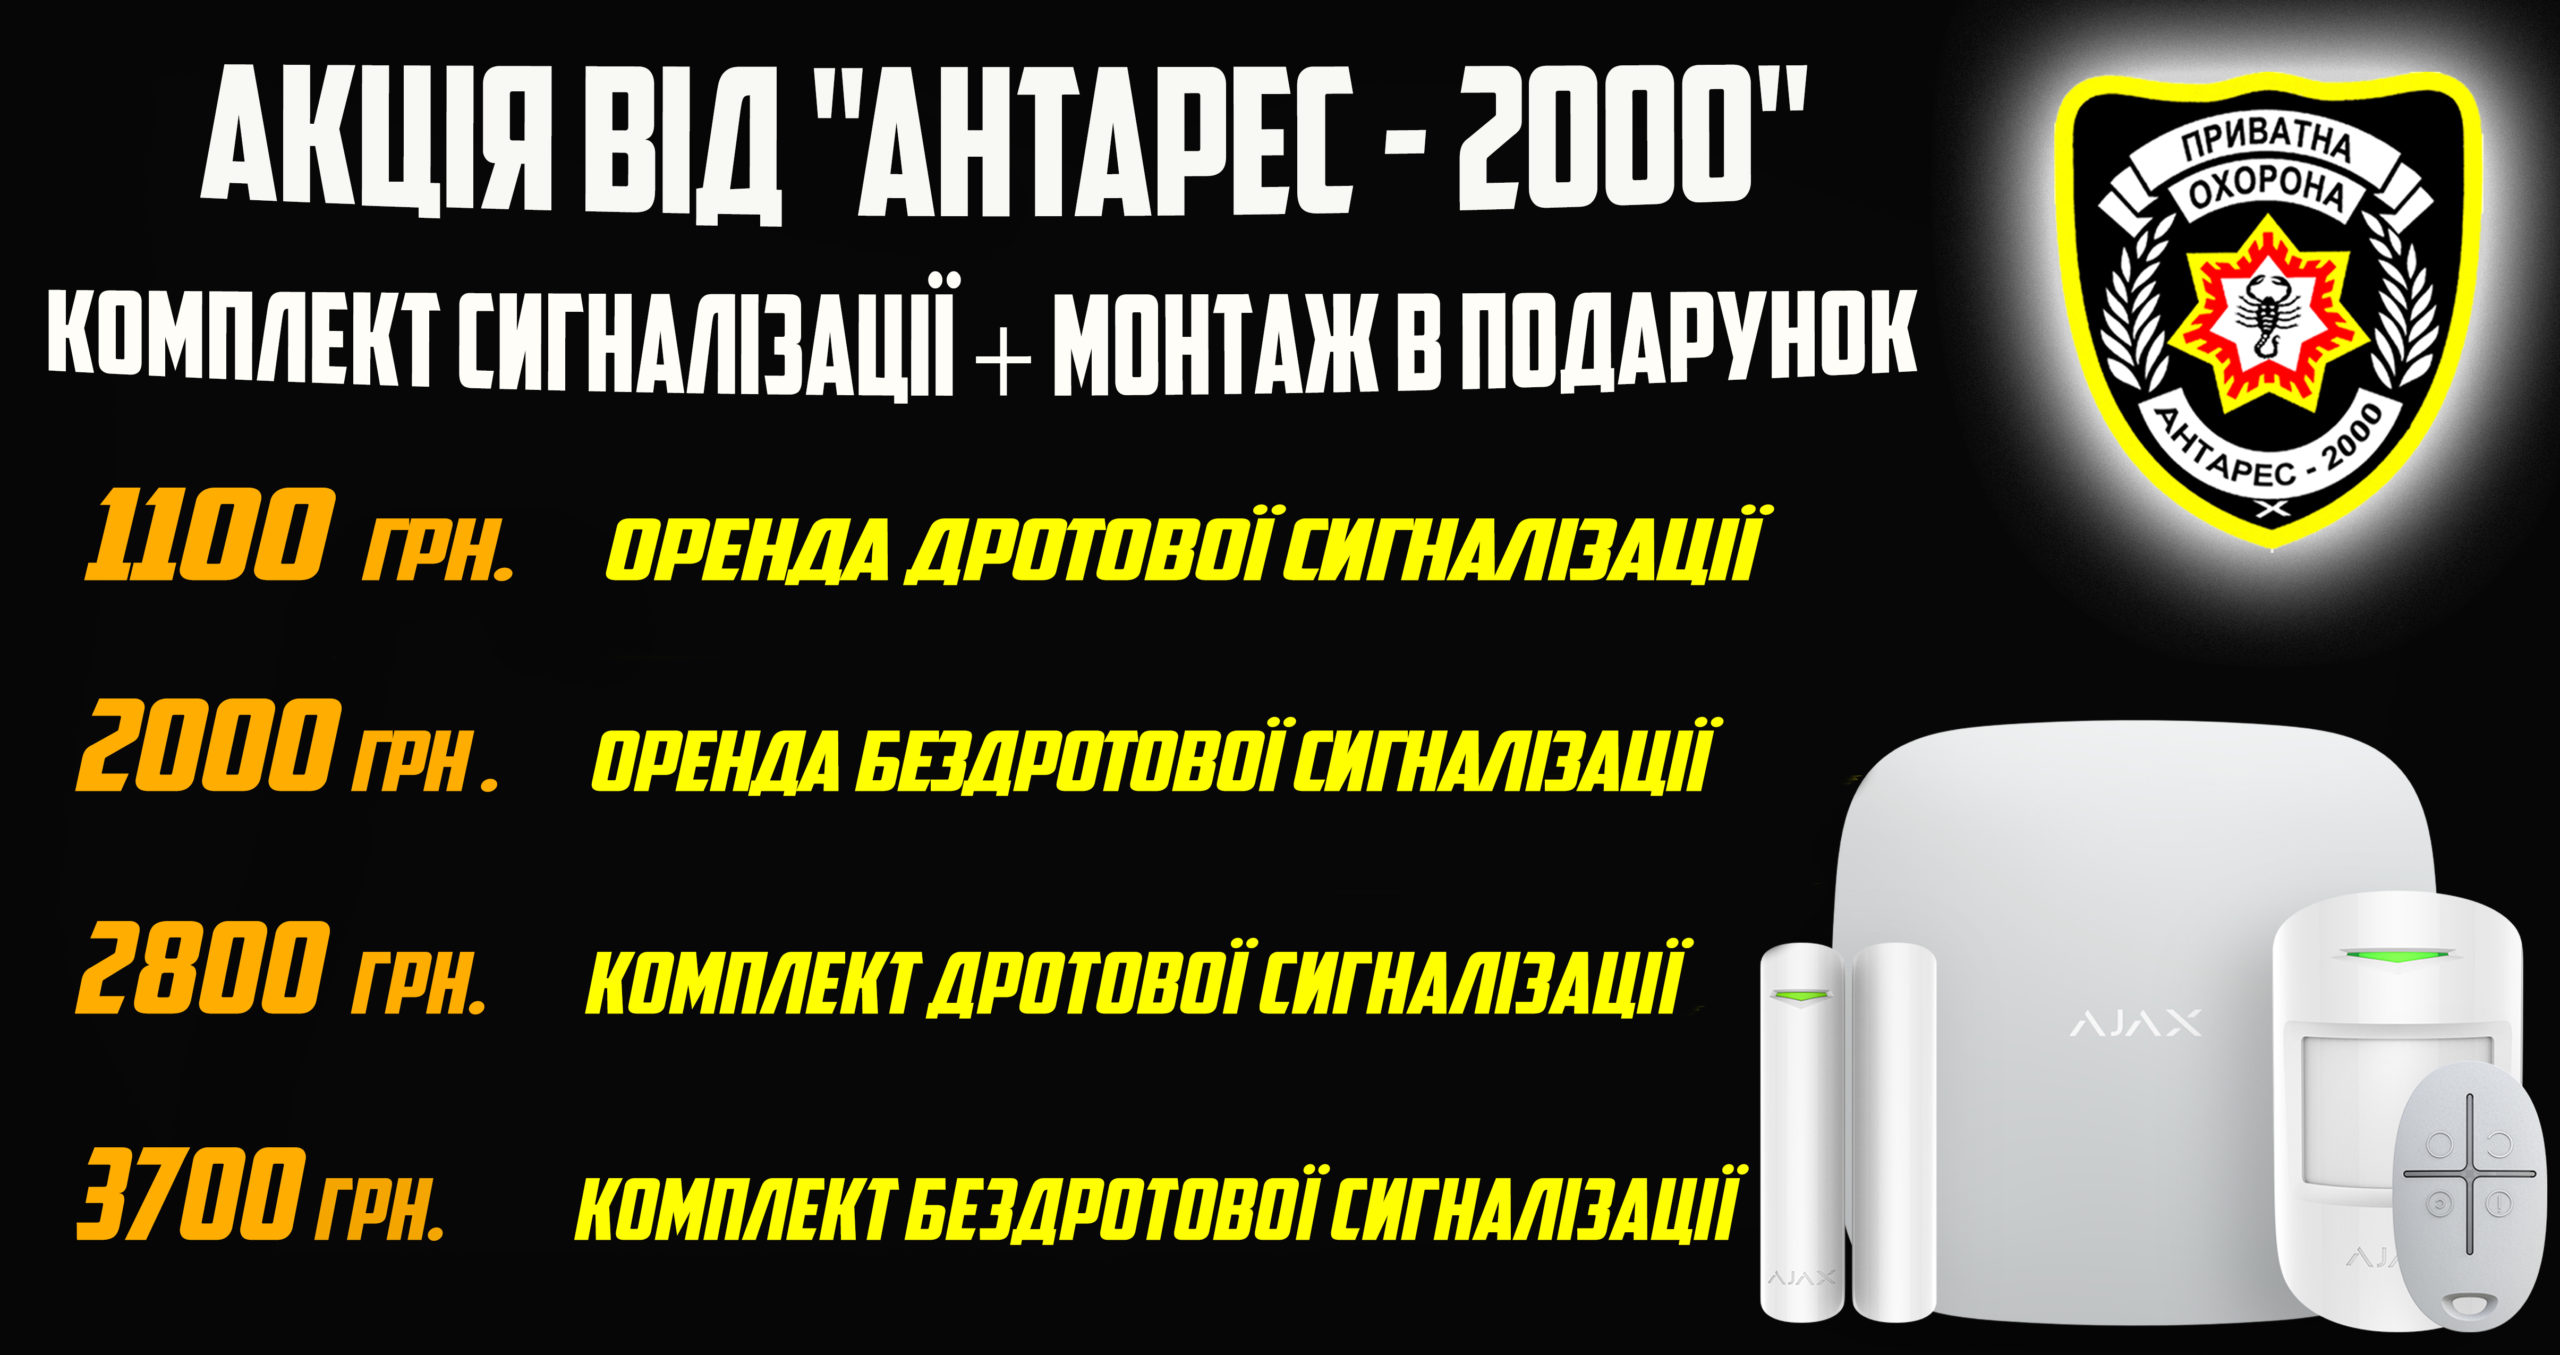 АКЦІЯ ВІД "АНТАРЕС - 2000"
КОМПЛЕКТ СИГНАЛІЗАЦІЇ + МОНТАЖ В ПОДАРУНОК
ПРИВАТНА
ОХОРОНА
АНТАРЕС - 2000
1100 ГРН. ОРЕНДА ДРОТОВОЇ СИГНАЛІЗАЦІЇ
2000 ГРН. ОРЕНДА БЕЗДРОТОВОЇ СИГНАЛІЗАЦІЇ
2800 ГРН. КОМПЛЕКТ ДРОТОВОЇ СИГНАЛІЗАЦІЇ
3700 ГРН. КОМПЛЕКТ БЕЗДРОТОВОЇ СИГНАЛІЗАЦІЇ
AJAX
AJAX